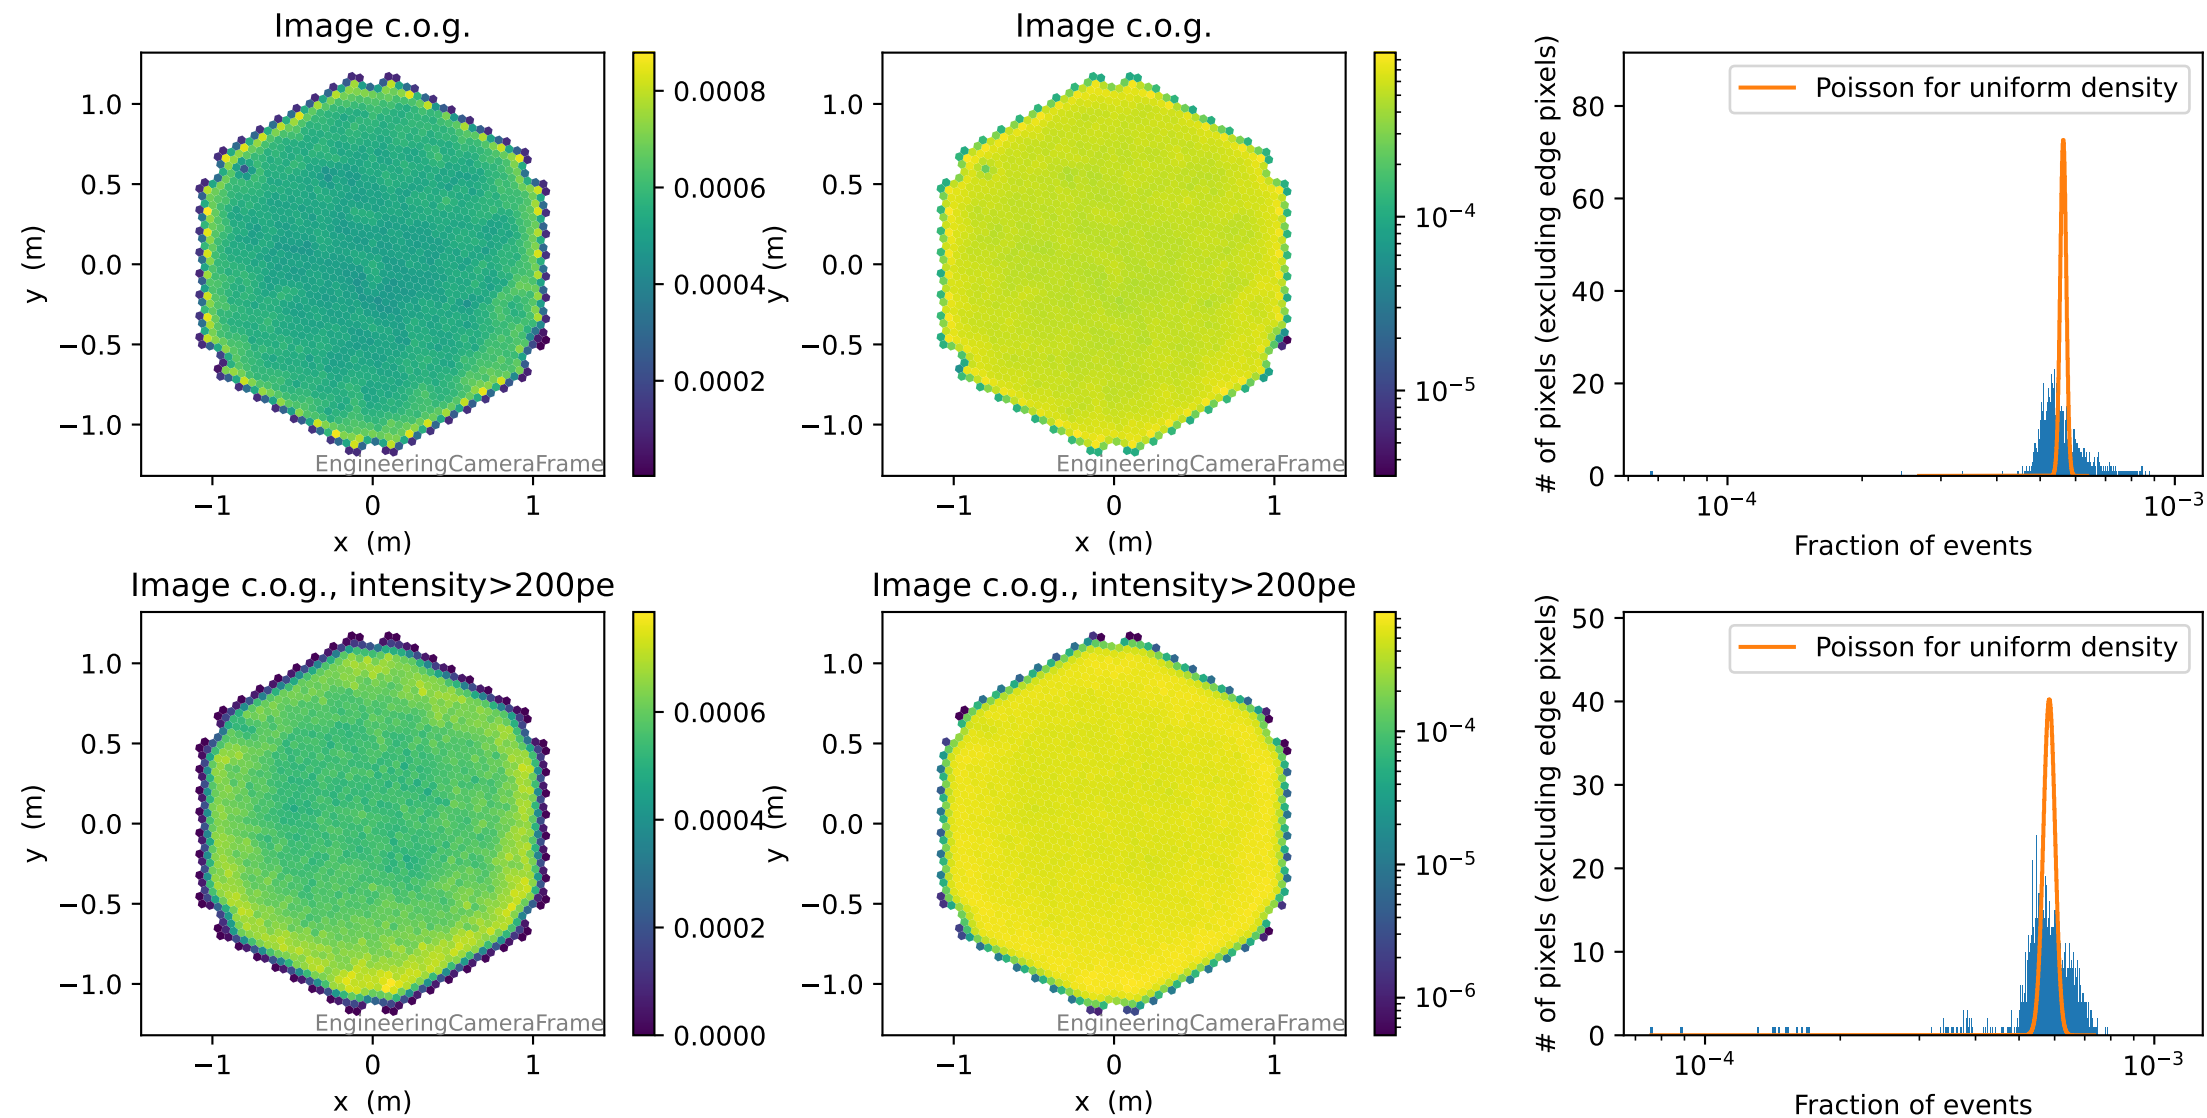 Image c.o.g.
1.0
0.5
0.0
−0.5
−1.0
y (m)
−1 0 1
x (m)
EngineeringCameraFrame
0.0008
0.0006
0.0004
0.0002
Image c.o.g.
1.0
0.5
0.0
−0.5
−1.0
y (m)
−1 0 1
x (m)
EngineeringCameraFrame
10⁻⁴
10⁻⁵
# of pixels (excluding edge pixels)
80
60
40
20
0
Poisson for uniform density
10⁻⁴ 10⁻³
Fraction of events
Image c.o.g., intensity>200pe
1.0
0.5
0.0
−0.5
−1.0
y (m)
−1 0 1
x (m)
EngineeringCameraFrame
0.0006
0.0004
0.0002
0.0000
Image c.o.g., intensity>200pe
1.0
0.5
0.0
−0.5
−1.0
y (m)
−1 0 1
x (m)
EngineeringCameraFrame
10⁻⁴
10⁻⁵
10⁻⁶
# of pixels (excluding edge pixels)
50
40
30
20
10
0
Poisson for uniform density
10⁻⁴ 10⁻³
Fraction of events